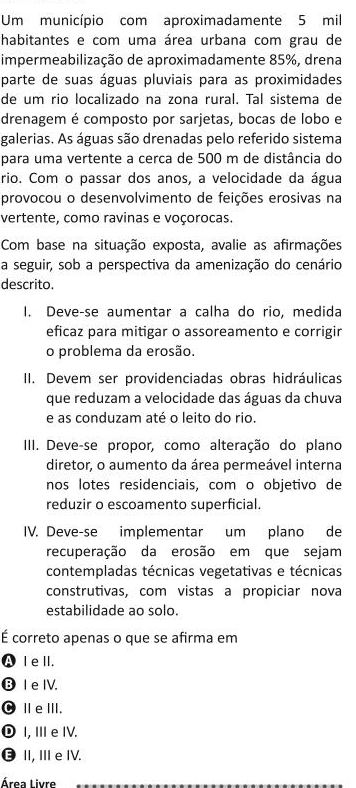 Um município com aproximadamente 5 mil
habitantes e com uma área urbana com grau de
impermeabilização de aproximadamente 85%, drena
parte de suas águas pluviais para as proximidades
de um rio localizado na zona rural. Tal sistema de
drenagem é composto por sarjetas, bocas de lobo e
galerias. As águas são drenadas pelo referido sistema
para uma vertente a cerca de 500 m de distância do
rio. Com o passar dos anos, a velocidade da água
provocou o desenvolvimento de feições erosivas na
vertente, como ravinas e voçorocas.
Com base na situação exposta, avalie as afirmações
a seguir, sob a perspectiva da amenização do cenário
descrito.
I. Deve-se aumentar a calha do rio, medida
eficaz para mitigar o assoreamento e corrigir
o problema da erosão.
II. Devem ser providenciadas obras hidráulicas
que reduzam a velocidade das águas da chuva
e as conduzam até o leito do rio.
III. Deve-se propor, como alteração do plano
diretor, o aumento da área permeável interna
nos lotes residenciais, com o objetivo de
reduzir o escoamento superficial.
IV. Deve-se implementar um plano de
recuperação da erosão em que sejam
contempladas técnicas vegetativas e técnicas
construtivas, com vistas a propiciar nova
estabilidade ao solo.
É correto apenas o que se afirma em
A I e II.
B I e IV.
C II e III.
D I, III e IV.
E II, III e IV.
Área Livre